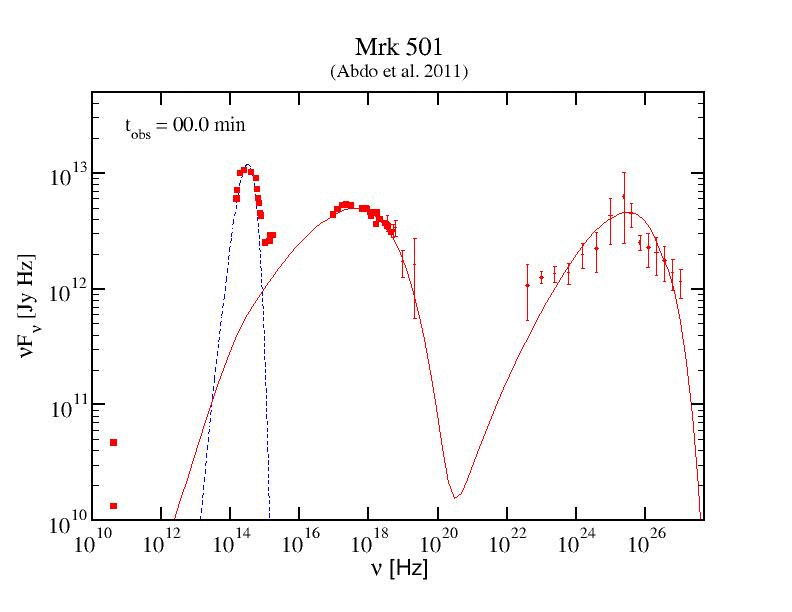 Mrk 501
(Abdo et al. 2011)
t_obs = 00.0 min
10^13
10^12
10^11
10^10
νF_ν [Jy Hz]
10^10 10^12 10^14 10^16 10^18 10^20 10^22 10^24 10^26
ν [Hz]